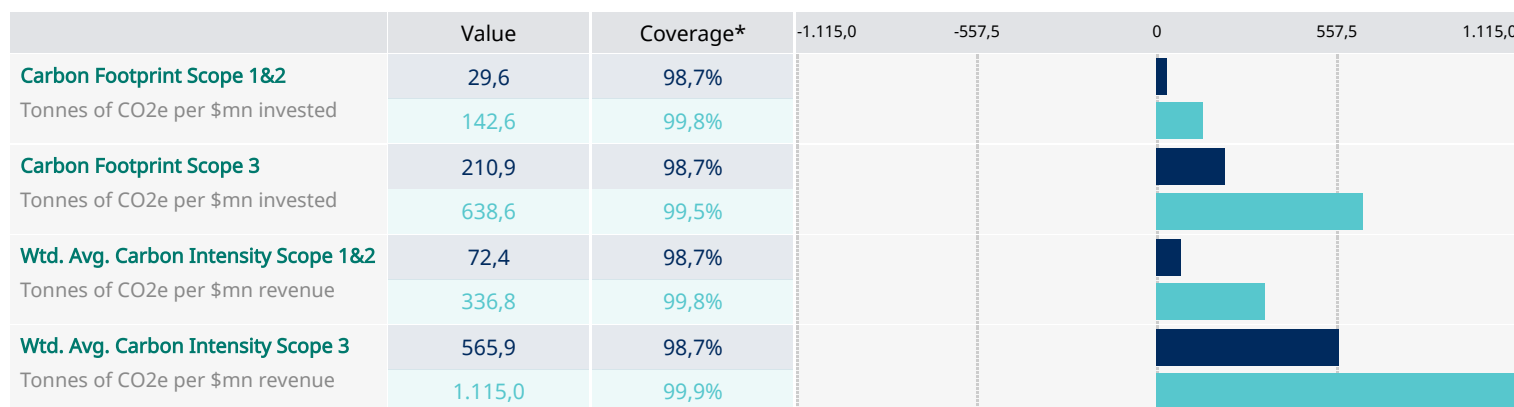 Value Coverage* -1.115,0 -557,5 0 557,5 1.115,0
Carbon Footprint Scope 1&2 29,6 98,7%
Tonnes of CO2e per $mn invested 142,6 99,8%
Carbon Footprint Scope 3 210,9 98,7%
Tonnes of CO2e per $mn invested 638,6 99,5%
Wtd. Avg. Carbon Intensity Scope 1&2 72,4 98,7%
Tonnes of CO2e per $mn revenue 336,8 99,8%
Wtd. Avg. Carbon Intensity Scope 3 565,9 98,7%
Tonnes of CO2e per $mn revenue 1.115,0 99,9%